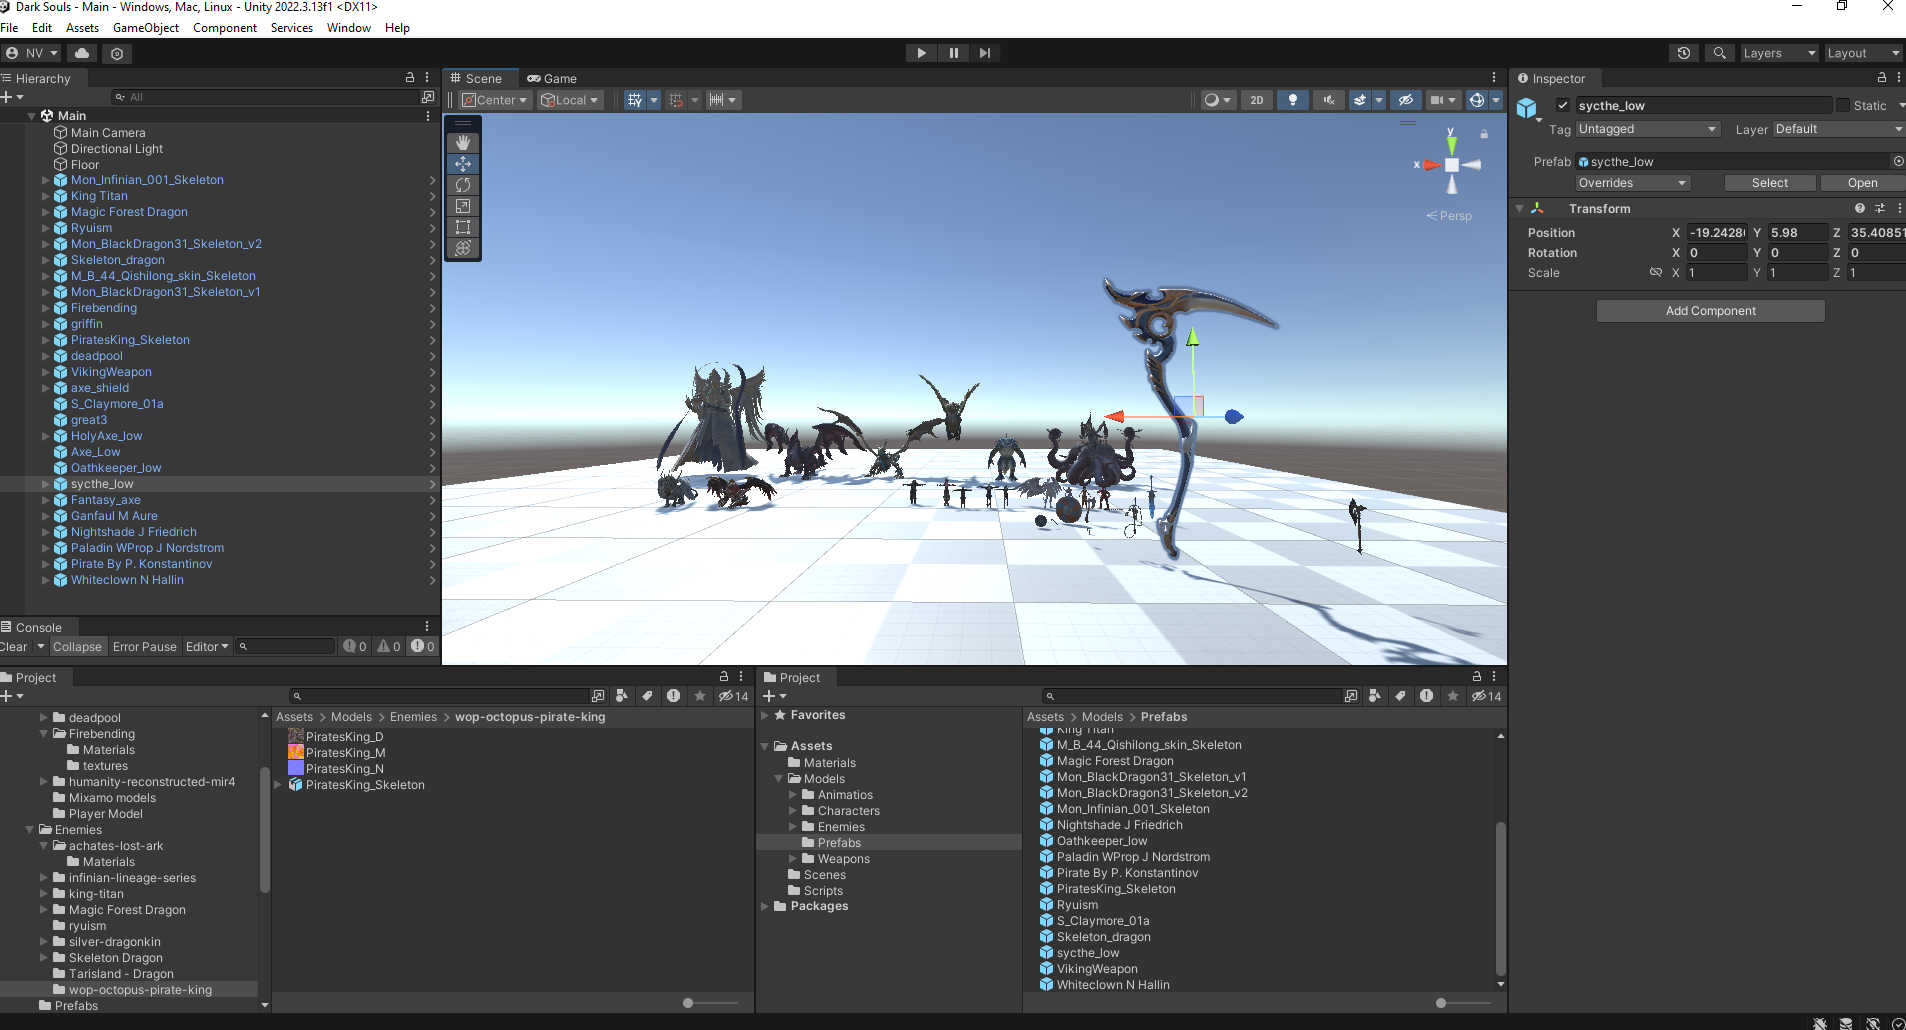 Dark Souls - Main - Windows, Mac, Linux - Unity 2022.3.13f1 <DX11>
File Edit Assets GameObject Component Services Window Help
NV
Layers Layout
Hierarchy
All
Main
Main Camera
Directional Light
Floor
Mon_Infinian_001_Skeleton
King Titan
Magic Forest Dragon
Ryuism
Mon_BlackDragon31_Skeleton_v2
Skeleton_dragon
M_B_44_Qishilong_skin_Skeleton
Mon_BlackDragon31_Skeleton_v1
Firebending
griffin
PiratesKing_Skeleton
deadpool
VikingWeapon
axe_shield
S_Claymore_01a
great3
HolyAxe_low
Axe_Low
Oathkeeper_low
sycthe_low
Fantasy_axe
Ganfaul M Aure
Nightshade J Friedrich
Paladin WProp J Nordstrom
Pirate By P. Konstantinov
Whiteclown N Hallin
Console
Clear Collapse Error Pause Editor 0 0 0
Scene Game
Center Local 2D
y
x
Persp
Inspector
sycthe_low Static
Tag Untagged Layer Default
Prefab sycthe_low
Overrides Select Open
Transform
Position X -19.2428 Y 5.98 Z 35.40851
Rotation X 0 Y 0 Z 0
Scale X 1 Y 1 Z 1
Add Component
Project
14
deadpool
Firebending
Materials
textures
humanity-reconstructed-mir4
Mixamo models
Player Model
Enemies
achates-lost-ark
Materials
infinian-lineage-series
king-titan
Magic Forest Dragon
ryuism
silver-dragonkin
Skeleton Dragon
Tarisland - Dragon
wop-octopus-pirate-king
Prefabs
Assets > Models > Enemies > wop-octopus-pirate-king
PiratesKing_D
PiratesKing_M
PiratesKing_N
PiratesKing_Skeleton
Project
14
Favorites
Assets
Materials
Models
Animatios
Characters
Enemies
Prefabs
Weapons
Scenes
Scripts
Packages
Assets > Models > Prefabs
King Titan
M_B_44_Qishilong_skin_Skeleton
Magic Forest Dragon
Mon_BlackDragon31_Skeleton_v1
Mon_BlackDragon31_Skeleton_v2
Mon_Infinian_001_Skeleton
Nightshade J Friedrich
Oathkeeper_low
Paladin WProp J Nordstrom
Pirate By P. Konstantinov
PiratesKing_Skeleton
Ryuism
S_Claymore_01a
Skeleton_dragon
sycthe_low
VikingWeapon
Whiteclown N Hallin